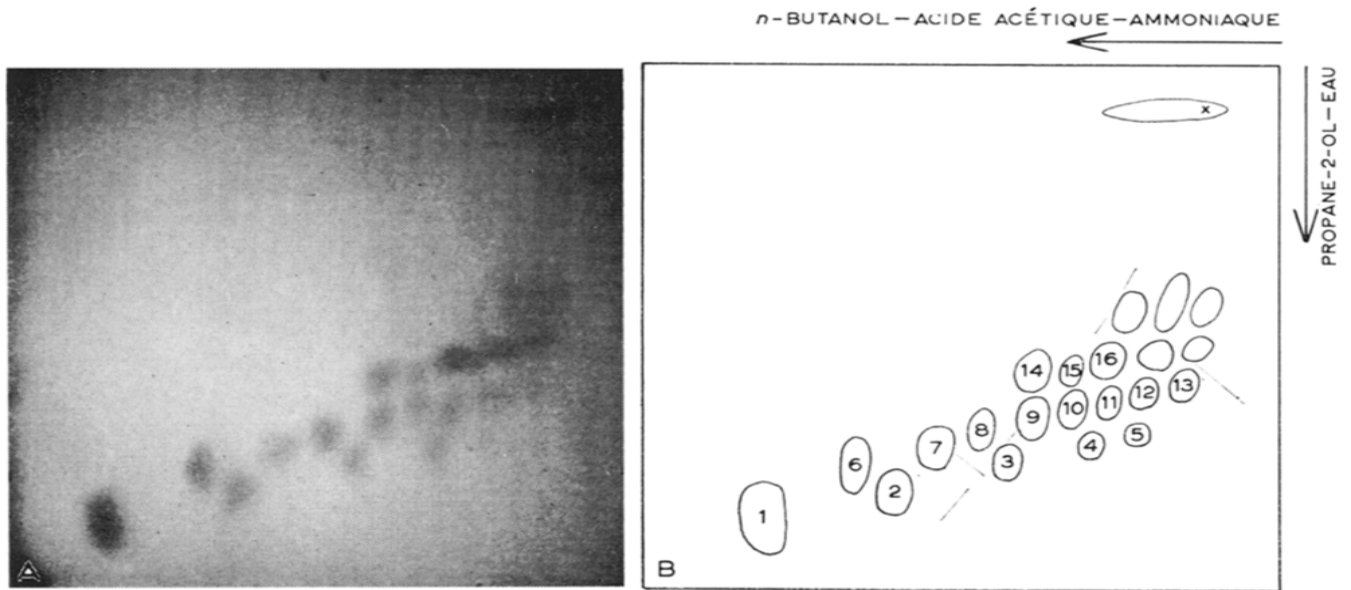 n-BUTANOL—ACIDE ACÉTIQUE—AMMONIAQUE
PROPANE-2-OL—EAU
x
14 15 16
9 10 11 12 13
8
7 3 4 5
6
2
1
A
B